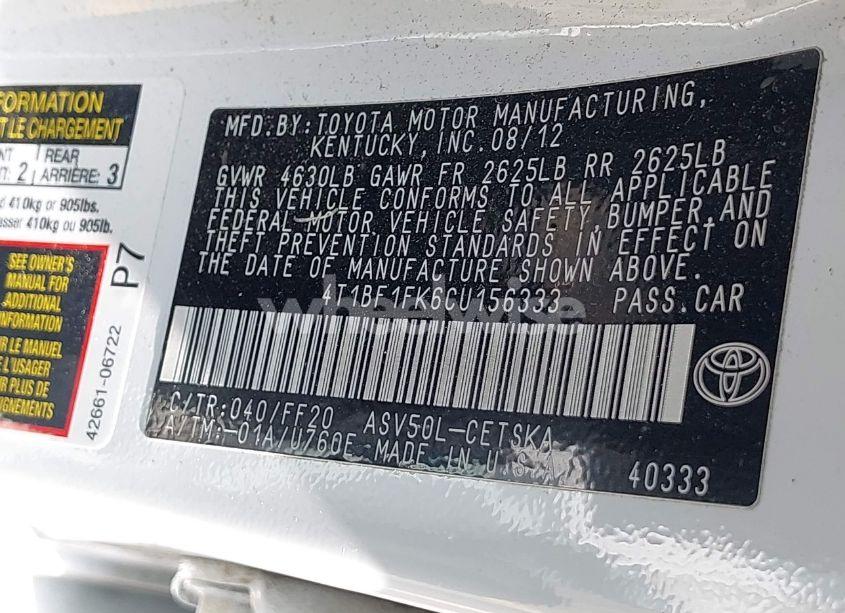 FORMATION
T LE CHARGEMENT
NT
: 2
REAR
ARRIÈRE: 3
d 410kg or 905lbs.
asser 410kg ou 905lb.
SEE OWNER'S
MANUAL FOR
ADDITIONAL
INFORMATION
R LE MANUEL
E L'USAGER
UR PLUS DE
IGNEMENTS
P7
42661-06722
MFD.BY:TOYOTA MOTOR MANUFACTURING,
KENTUCKY,INC.08/12
GVWR 4630LB GAWR FR 2625LB RR 2625LB
THIS VEHICLE CONFORMS TO ALL APPLICABLE
FEDERAL MOTOR VEHICLE SAFETY,BUMPER,AND
THEFT PREVENTION STANDARDS IN EFFECT ON
THE DATE OF MANUFACTURE SHOWN ABOVE.
4T1BF1FK6CU156333 PASS.CAR
wheelwise
C/TR:040/FF20 ASV50L-CETSKA
A/TM:-01A/U760E MADE IN U.S.A.
40333